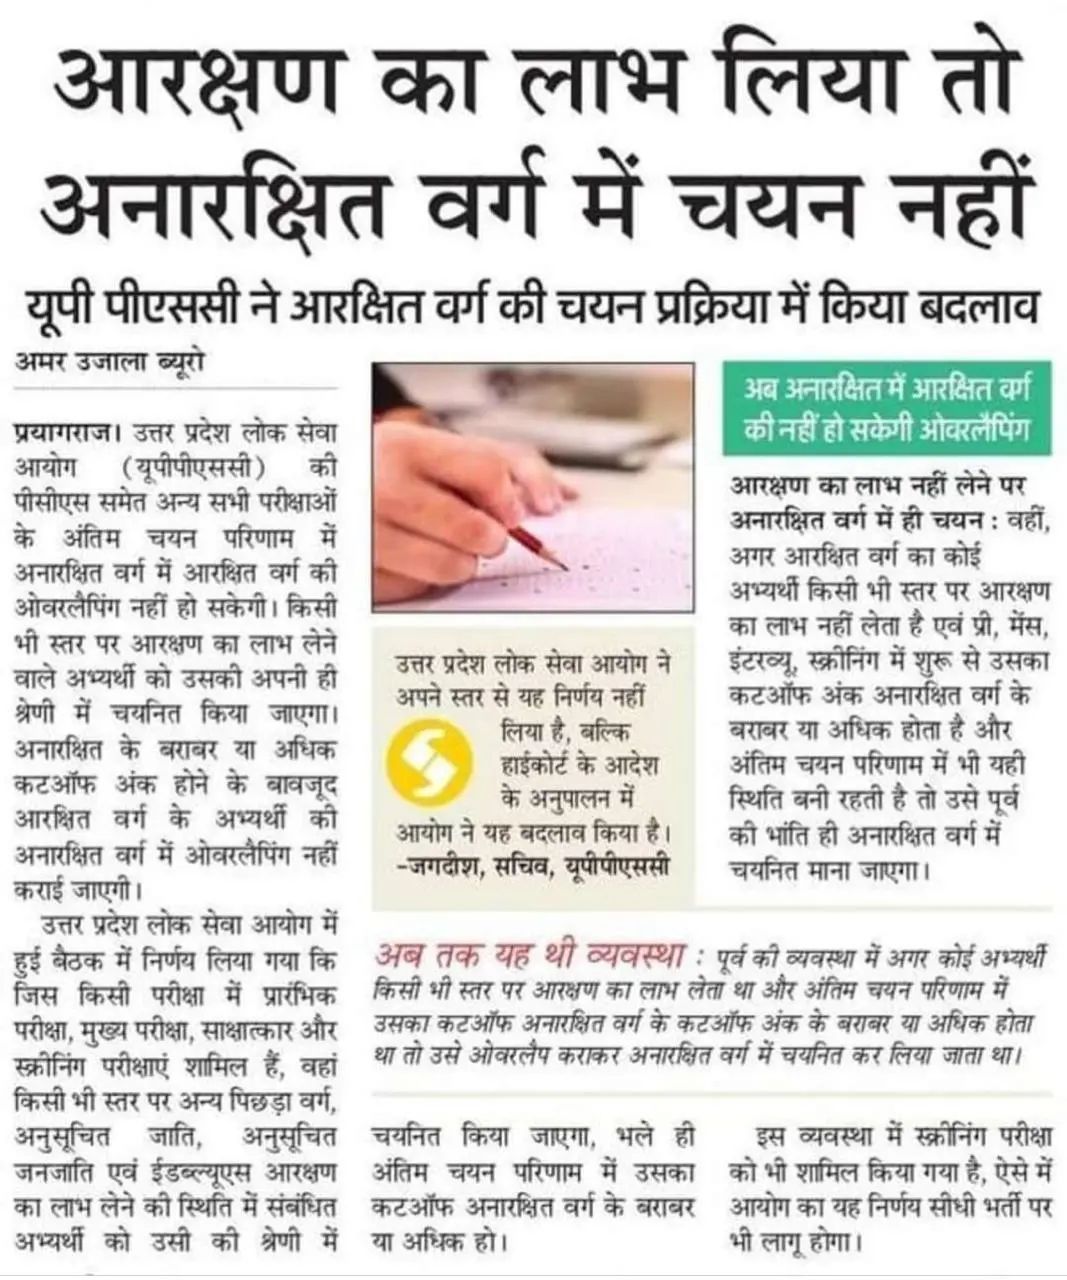 आरक्षण का लाभ लिया तो
अनारक्षित वर्ग में चयन नहीं
यूपी पीएससी ने आरक्षित वर्ग की चयन प्रक्रिया में किया बदलाव
अमर उजाला ब्यूरो
प्रयागराज। उत्तर प्रदेश लोक सेवा
आयोग (यूपीपीएससी) की
पीसीएस समेत अन्य सभी परीक्षाओं
के अंतिम चयन परिणाम में
अनारक्षित वर्ग में आरक्षित वर्ग की
ओवरलैपिंग नहीं हो सकेगी। किसी
भी स्तर पर आरक्षण का लाभ लेने
वाले अभ्यर्थी को उसकी अपनी ही
श्रेणी में चयनित किया जाएगा।
अनारक्षित के बराबर या अधिक
कटऑफ अंक होने के बावजूद
आरक्षित वर्ग के अभ्यर्थी की
अनारक्षित वर्ग में ओवरलैपिंग नहीं
कराई जाएगी।
उत्तर प्रदेश लोक सेवा आयोग में
हुई बैठक में निर्णय लिया गया कि
जिस किसी परीक्षा में प्रारंभिक
परीक्षा, मुख्य परीक्षा, साक्षात्कार और
स्क्रीनिंग परीक्षाएं शामिल हैं, वहां
किसी भी स्तर पर अन्य पिछड़ा वर्ग,
अनुसूचित जाति, अनुसूचित
जनजाति एवं ईडब्ल्यूएस आरक्षण
का लाभ लेने की स्थिति में संबंधित
अभ्यर्थी को उसी की श्रेणी में
उत्तर प्रदेश लोक सेवा आयोग ने
अपने स्तर से यह निर्णय नहीं
लिया है, बल्कि
हाईकोर्ट के आदेश
के अनुपालन में
आयोग ने यह बदलाव किया है।
-जगदीश, सचिव, यूपीपीएससी
अब अनारक्षित में आरक्षित वर्ग
की नहीं हो सकेगी ओवरलैपिंग
आरक्षण का लाभ नहीं लेने पर
अनारक्षित वर्ग में ही चयन : वहीं,
अगर आरक्षित वर्ग का कोई
अभ्यर्थी किसी भी स्तर पर आरक्षण
का लाभ नहीं लेता है एवं प्री, मेंस,
इंटरव्यू, स्क्रीनिंग में शुरू से उसका
कटऑफ अंक अनारक्षित वर्ग के
बराबर या अधिक होता है और
अंतिम चयन परिणाम में भी यही
स्थिति बनी रहती है तो उसे पूर्व
की भांति ही अनारक्षित वर्ग में
चयनित माना जाएगा।
अब तक यह थी व्यवस्था : पूर्व की व्यवस्था में अगर कोई अभ्यर्थी
किसी भी स्तर पर आरक्षण का लाभ लेता था और अंतिम चयन परिणाम में
उसका कटऑफ अनारक्षित वर्ग के कटऑफ अंक के बराबर या अधिक होता
था तो उसे ओवरलैप कराकर अनारक्षित वर्ग में चयनित कर लिया जाता था।
चयनित किया जाएगा, भले ही
अंतिम चयन परिणाम में उसका
कटऑफ अनारक्षित वर्ग के बराबर
या अधिक हो।
इस व्यवस्था में स्क्रीनिंग परीक्षा
को भी शामिल किया गया है, ऐसे में
आयोग का यह निर्णय सीधी भर्ती पर
भी लागू होगा।